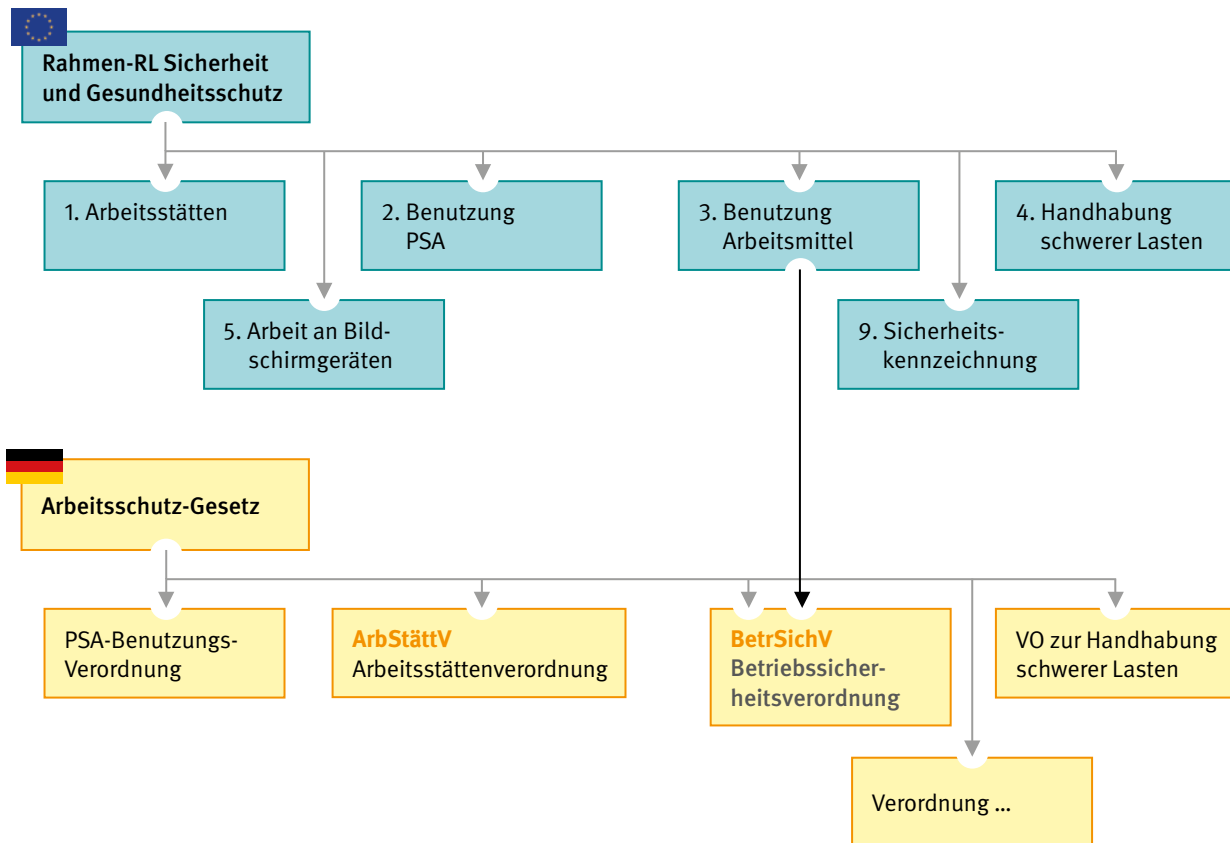 Rahmen-RL Sicherheit
und Gesundheitsschutz
1. Arbeitsstätten
2. Benutzung
PSA
3. Benutzung
Arbeitsmittel
4. Handhabung
schwerer Lasten
5. Arbeit an Bild-
schirmgeräten
9. Sicherheits-
kennzeichnung
Arbeitsschutz-Gesetz
PSA-Benutzungs-
Verordnung
ArbStättV
Arbeitsstättenverordnung
BetrSichV
Betriebssicher-
heitsverordnung
VO zur Handhabung
schwerer Lasten
Verordnung ...